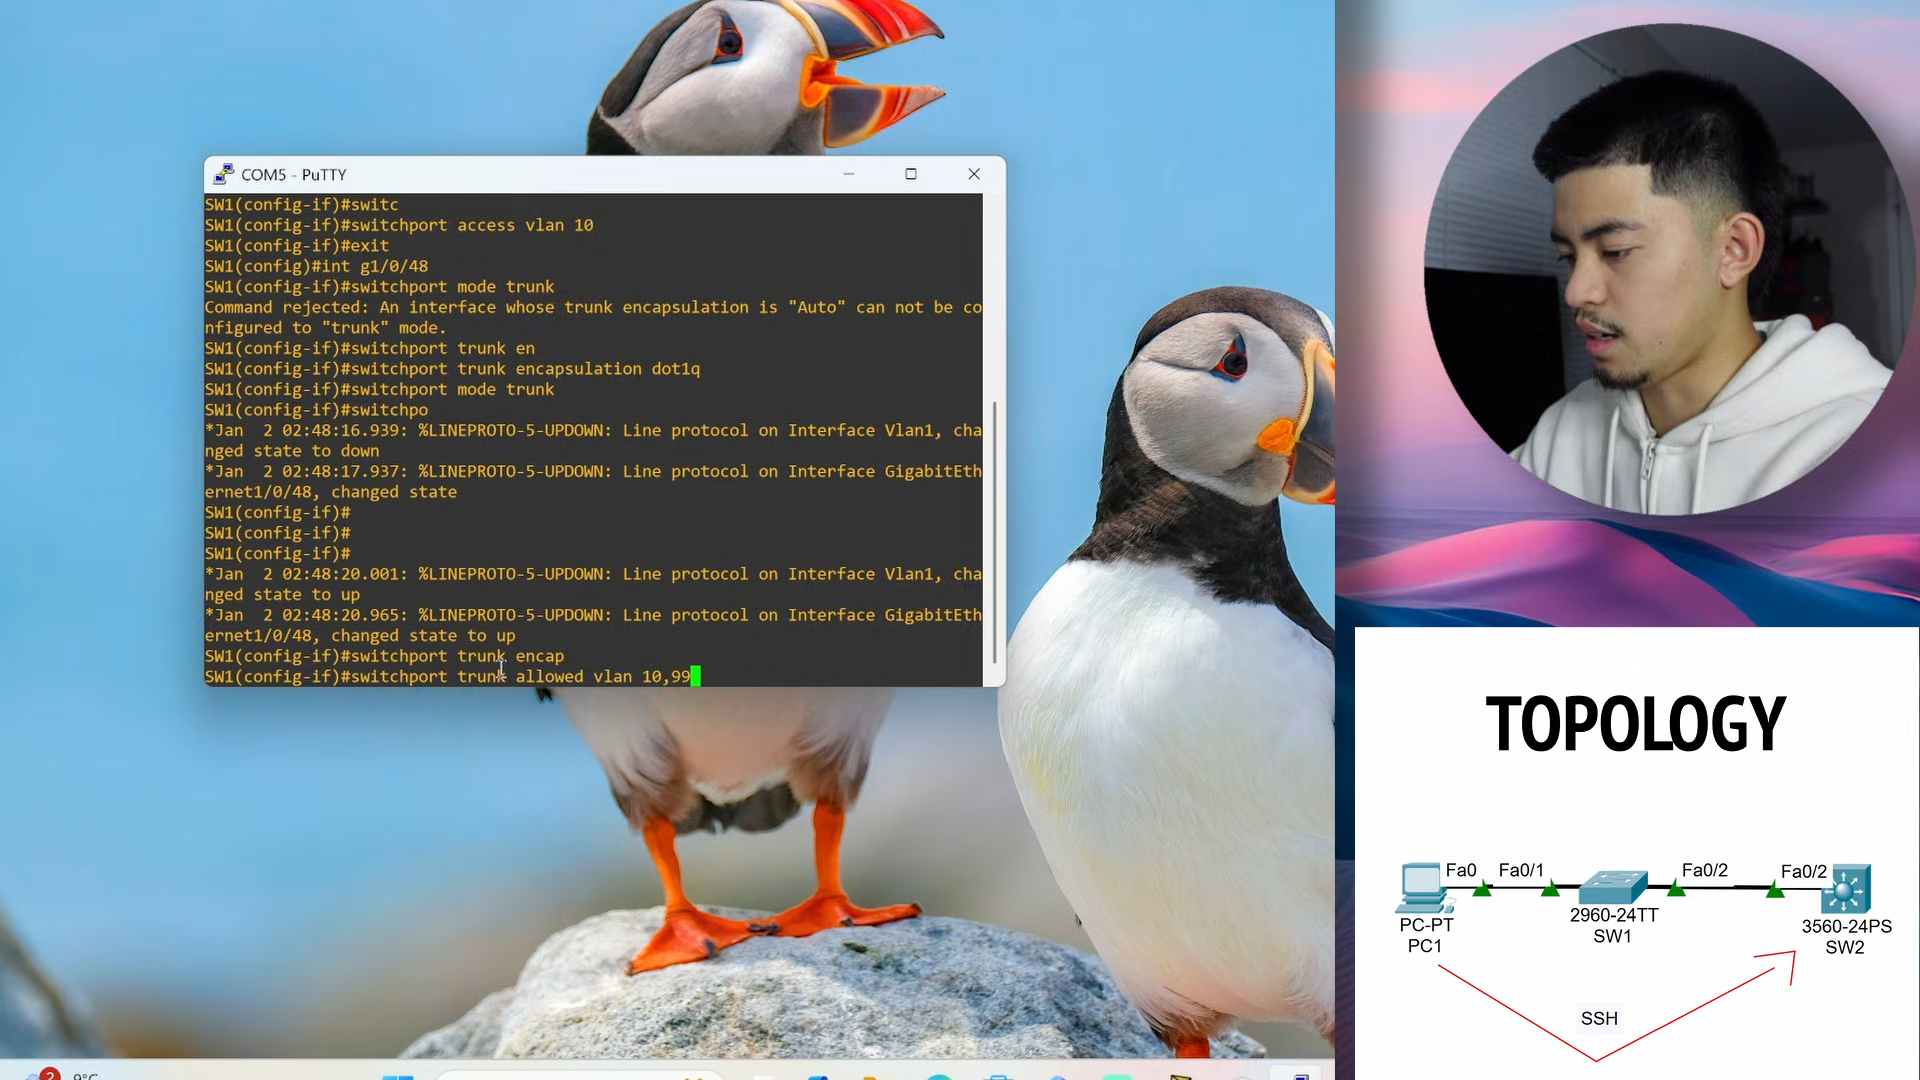 COM5 - PuTTY
SW1(config-if)#switc
SW1(config-if)#switchport access vlan 10
SW1(config-if)#exit
SW1(config)#int g1/0/48
SW1(config-if)#switchport mode trunk
Command rejected: An interface whose trunk encapsulation is "Auto" can not be co
nfigured to "trunk" mode.
SW1(config-if)#switchport trunk en
SW1(config-if)#switchport trunk encapsulation dot1q
SW1(config-if)#switchport mode trunk
SW1(config-if)#switchpo
*Jan  2 02:48:16.939: %LINEPROTO-5-UPDOWN: Line protocol on Interface Vlan1, cha
nged state to down
*Jan  2 02:48:17.937: %LINEPROTO-5-UPDOWN: Line protocol on Interface GigabitEth
ernet1/0/48, changed state
SW1(config-if)#
SW1(config-if)#
SW1(config-if)#
*Jan  2 02:48:20.001: %LINEPROTO-5-UPDOWN: Line protocol on Interface Vlan1, cha
nged state to up
*Jan  2 02:48:20.965: %LINEPROTO-5-UPDOWN: Line protocol on Interface GigabitEth
ernet1/0/48, changed state to up
SW1(config-if)#switchport trunk encap
SW1(config-if)#switchport trunk allowed vlan 10,99
TOPOLOGY
Fa0 Fa0/1 Fa0/2 Fa0/2
PC-PT
PC1
2960-24TT
SW1
3560-24PS
SW2
SSH
2
9°C